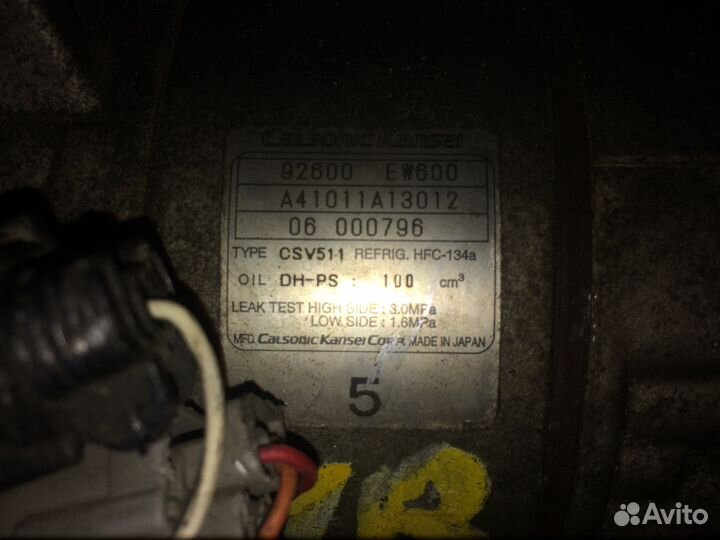 Calsonic Kansei
92600 EW600
A41011A13012
06 000796
TYPE CSV511 REFRIG. HFC-134a
OIL DH-PS : 100 cm³
LEAK TEST HIGH SIDE : 3.0MPa
LOW SIDE : 1.6MPa
MFD. Calsonic Kansei Corp. MADE IN JAPAN
5
Avito